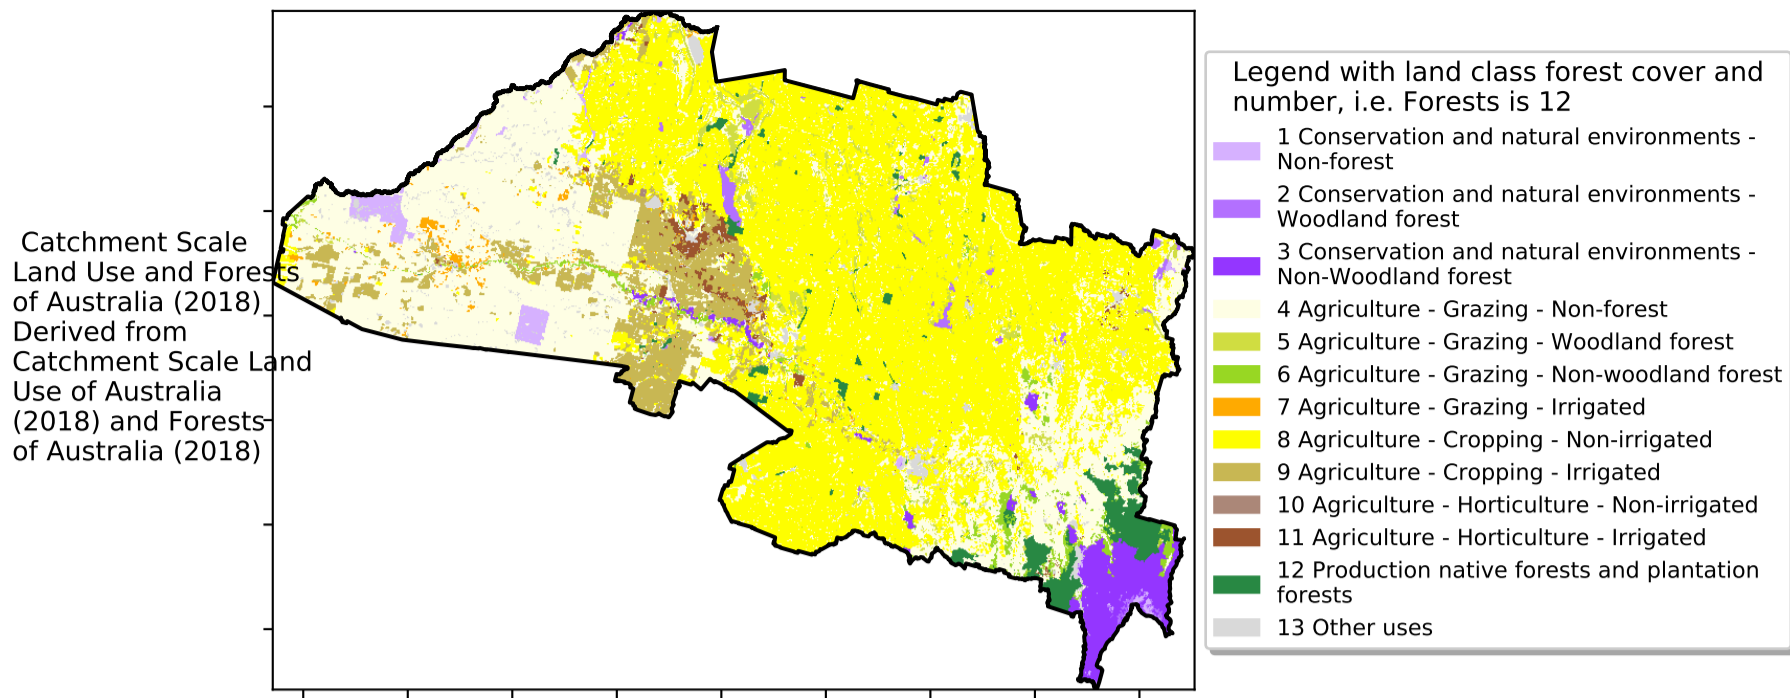 Catchment Scale
Land Use and Forests
of Australia (2018)
Derived from
Catchment Scale Land
Use of Australia
(2018) and Forests
of Australia (2018)
Legend with land class forest cover and
number, i.e. Forests is 12
1 Conservation and natural environments -
Non-forest
2 Conservation and natural environments -
Woodland forest
3 Conservation and natural environments -
Non-Woodland forest
4 Agriculture - Grazing - Non-forest
5 Agriculture - Grazing - Woodland forest
6 Agriculture - Grazing - Non-woodland forest
7 Agriculture - Grazing - Irrigated
8 Agriculture - Cropping - Non-irrigated
9 Agriculture - Cropping - Irrigated
10 Agriculture - Horticulture - Non-irrigated
11 Agriculture - Horticulture - Irrigated
12 Production native forests and plantation
forests
13 Other uses